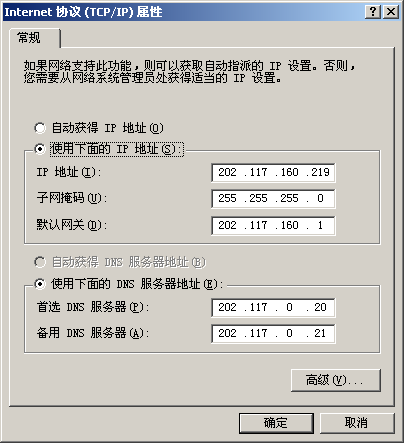 Internet 协议 (TCP/IP) 属性
常规
如果网络支持此功能，则可以获取自动指派的 IP 设置。否则，
您需要从网络系统管理员处获得适当的 IP 设置。
自动获得 IP 地址(O)
使用下面的 IP 地址(S):
IP 地址(I): 202 .117 .160 .219
子网掩码(U): 255 .255 .255 . 0
默认网关(D): 202 .117 .160 . 1
自动获得 DNS 服务器地址(B)
使用下面的 DNS 服务器地址(E):
首选 DNS 服务器(P): 202 .117 . 0 . 20
备用 DNS 服务器(A): 202 .117 . 0 . 21
高级(V)...
确定 取消